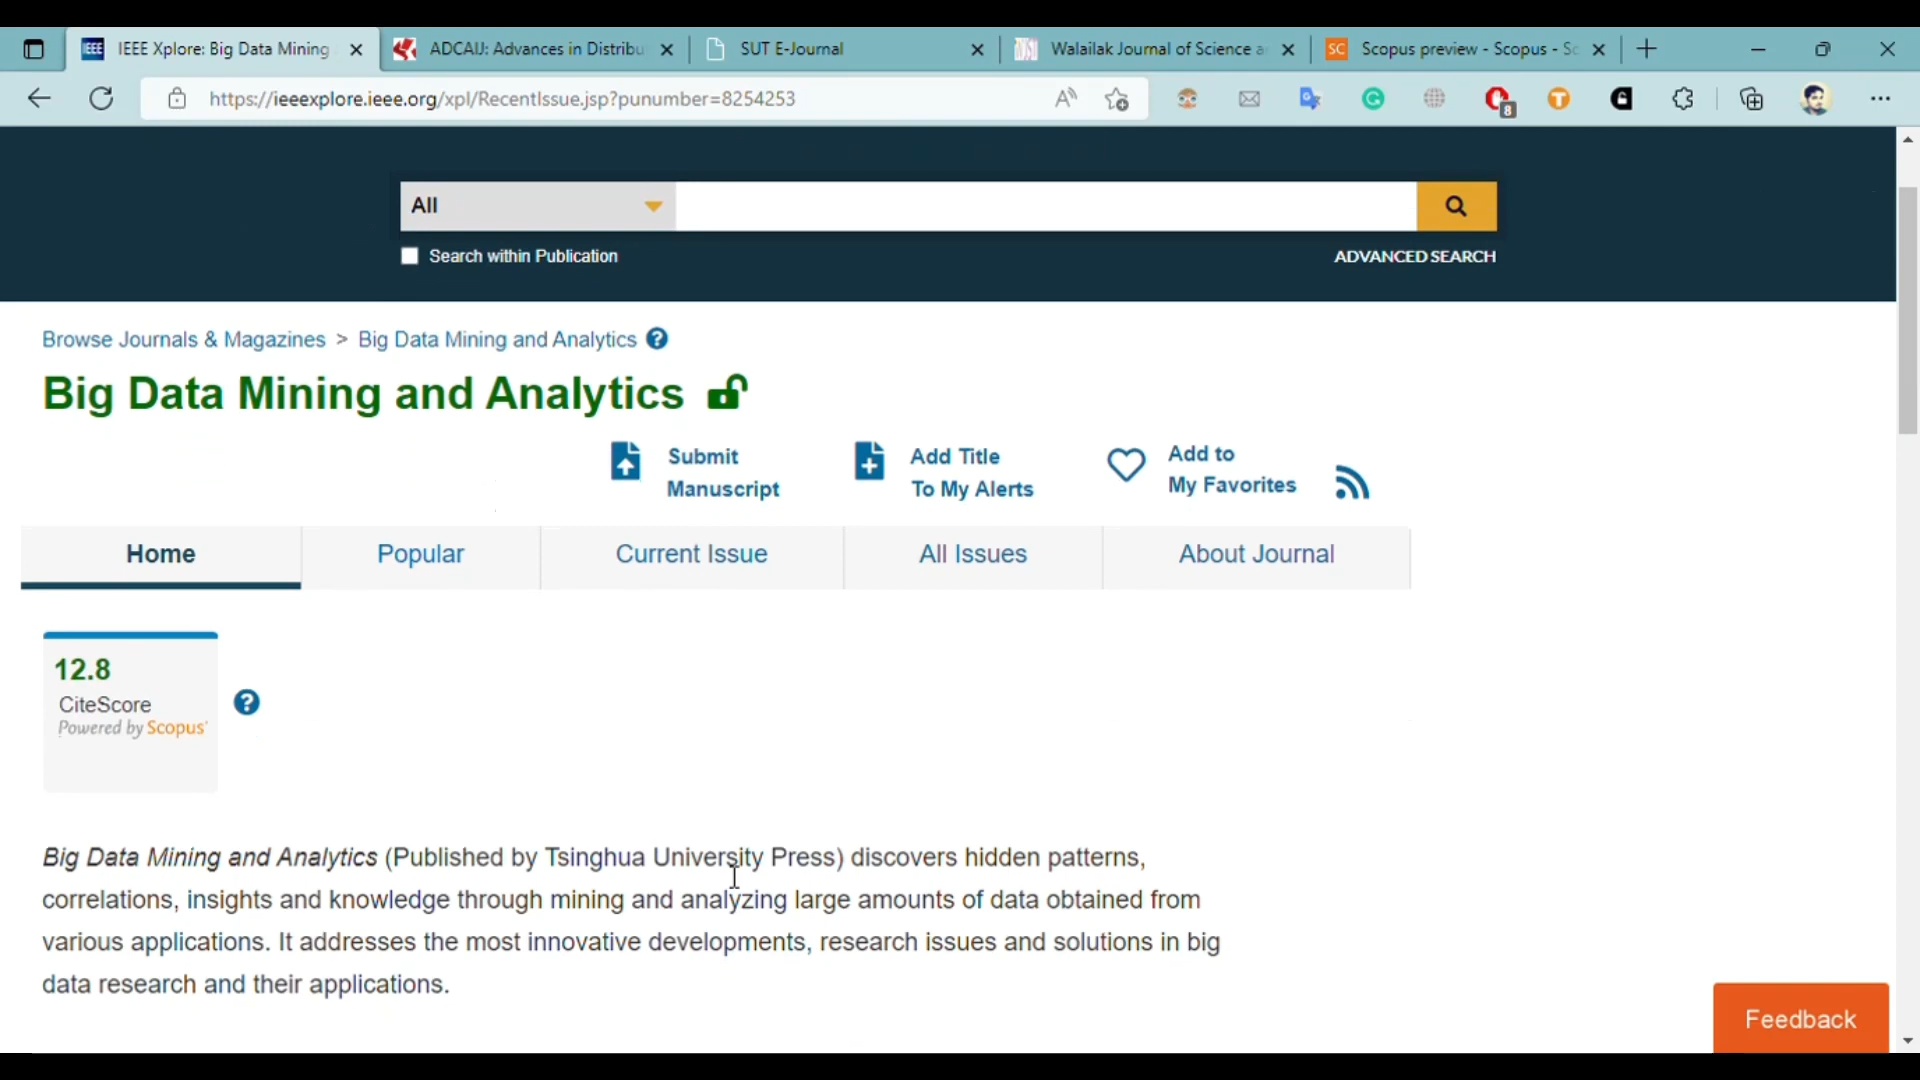 IEEE IEEE Xplore: Big Data Mining
ADCAIJ: Advances in Distribu
SUT E-Journal
Walailak Journal of Science a
SC Scopus preview - Scopus - Sc
https://ieeexplore.ieee.org/xpl/RecentIssue.jsp?punumber=8254253
8
All
Search within Publication
ADVANCED SEARCH
Browse Journals & Magazines > Big Data Mining and Analytics ?
Big Data Mining and Analytics
Submit
Manuscript
Add Title
To My Alerts
Add to
My Favorites
Home
Popular
Current Issue
All Issues
About Journal
12.8
CiteScore
Powered by Scopus
?
Big Data Mining and Analytics (Published by Tsinghua University Press) discovers hidden patterns,
correlations, insights and knowledge through mining and analyzing large amounts of data obtained from
various applications. It addresses the most innovative developments, research issues and solutions in big
data research and their applications.
Feedback